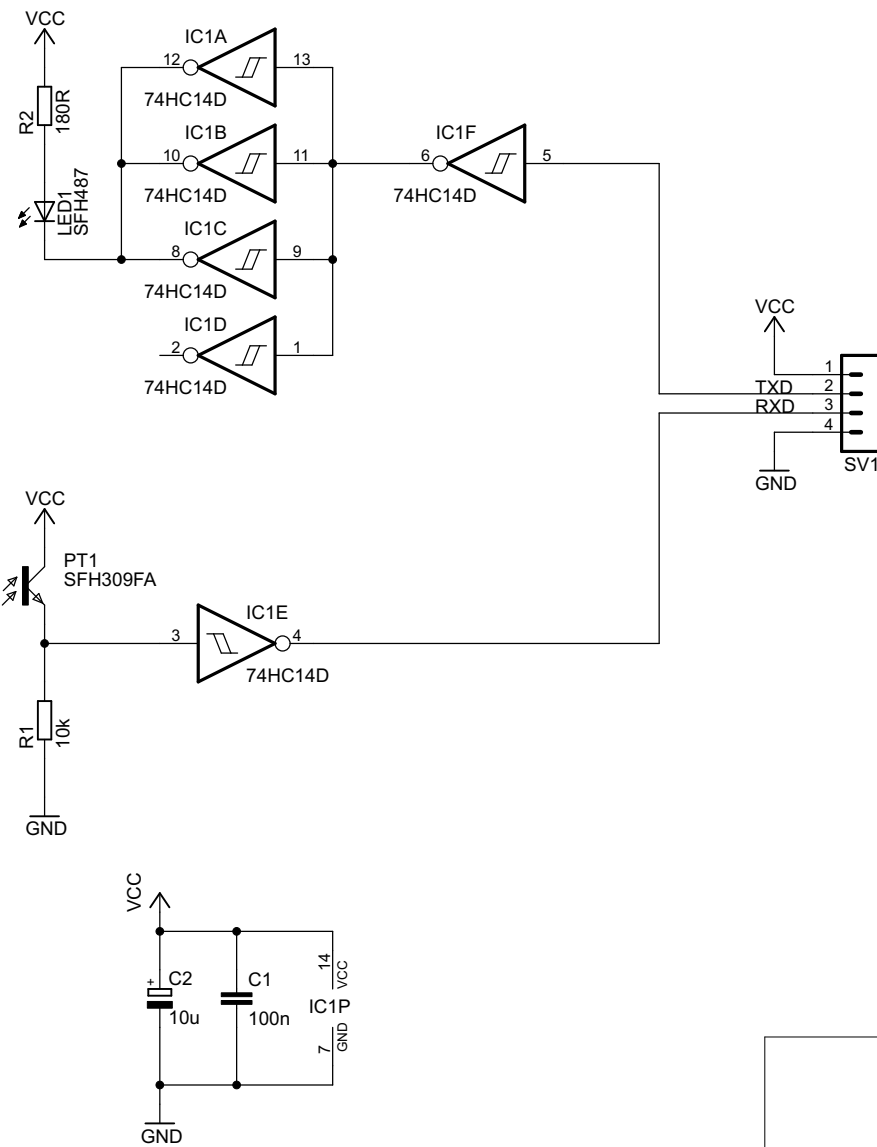 VCC
R2
180R
LED1
SFH487
IC1A
12
13
74HC14D
IC1B
10
11
74HC14D
IC1C
8
9
74HC14D
IC1D
2
1
74HC14D
IC1F
6
5
74HC14D
VCC
1
TXD
2
RXD
3
4
GND
SV1
VCC
PT1
SFH309FA
IC1E
3
4
74HC14D
R1
10k
GND
VCC
+
C2
10u
C1
100n
14
VCC
IC1P
7
GND
GND